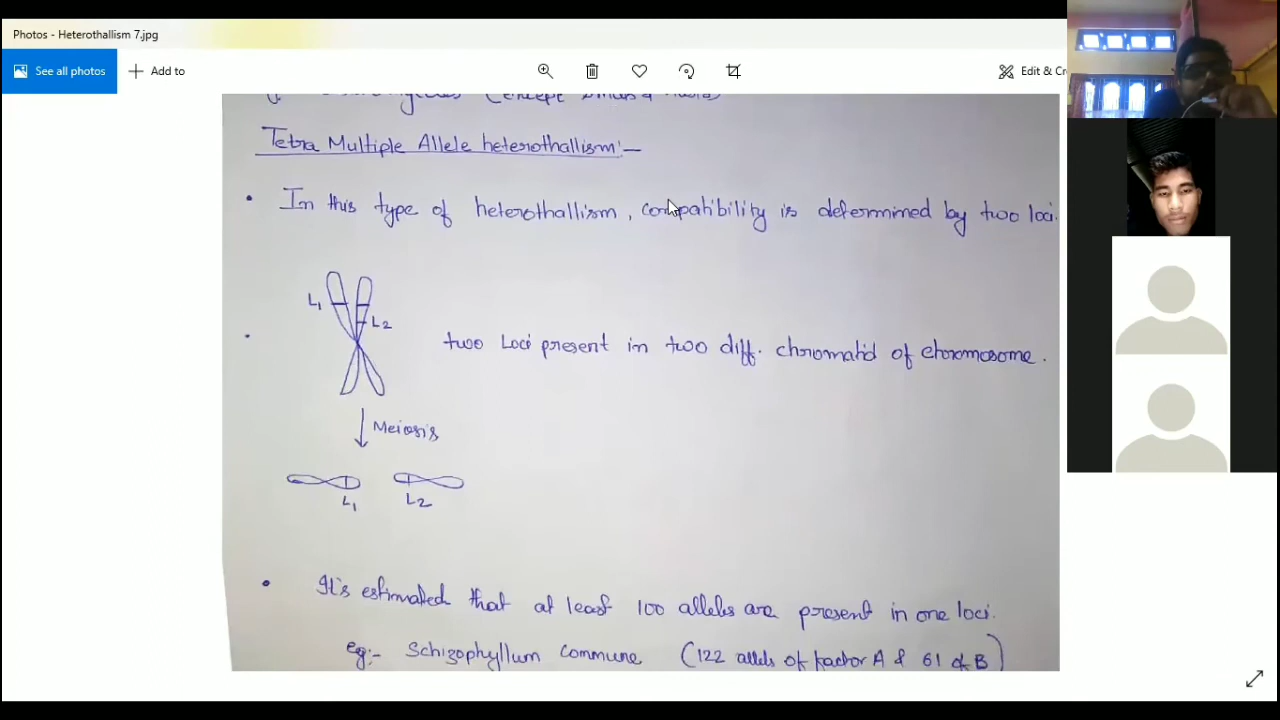 Photos - Heterothallism 7.jpg
See all photos
Add to
Edit & Cr
(Concept
Tetra Multiple Allele heterothallism:—
• In this type of heterothallism, compatibility is determined by two loci.
L1
L2
• two Loci present in two diff. chromatid of chromosome.
Meiosis
L1 L2
• It's estimated that at least 100 alleles are present in one loci.
eg:- Schizophyllum commune (122 allels of factor A & 61 of B)